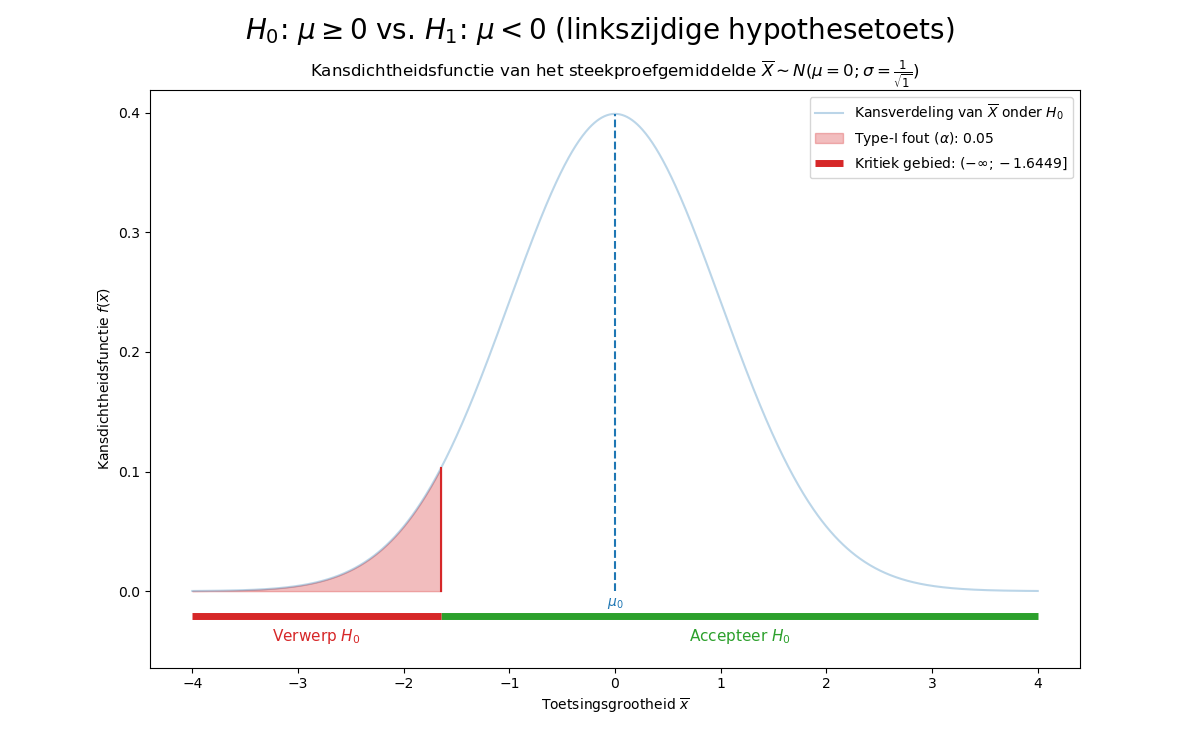 H₀: μ ≥ 0 vs. H₁: μ < 0 (linkszijdige hypothesetoets)
Kansdichtheidsfunctie van het steekproefgemiddelde X̅ ~ N(μ = 0; σ = 1/√1)
Kansverdeling van X̅ onder H₀
Type-I fout (α): 0.05
Kritiek gebied: (−∞; −1.6449]
0.4
0.3
0.2
0.1
0.0
Kansdichtheidsfunctie f(x̅)
μ₀
Verwerp H₀
Accepteer H₀
−4 −3 −2 −1 0 1 2 3 4
Toetsingsgrootheid x̅